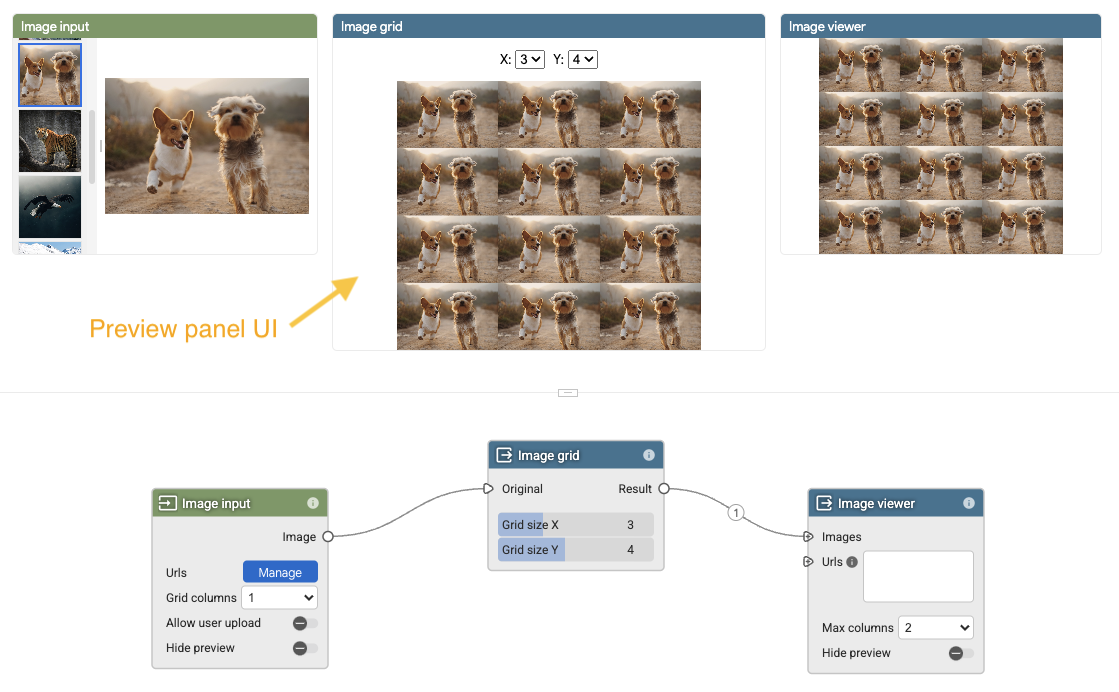 Image input
Image grid
Image viewer
X: 3 Y: 4
Preview panel UI
Image grid
Original Result
Grid size X 3
Grid size Y 4
Image input
Image
Urls Manage
Grid columns 1
Allow user upload
Hide preview
1
Image viewer
Images
Urls
Max columns 2
Hide preview